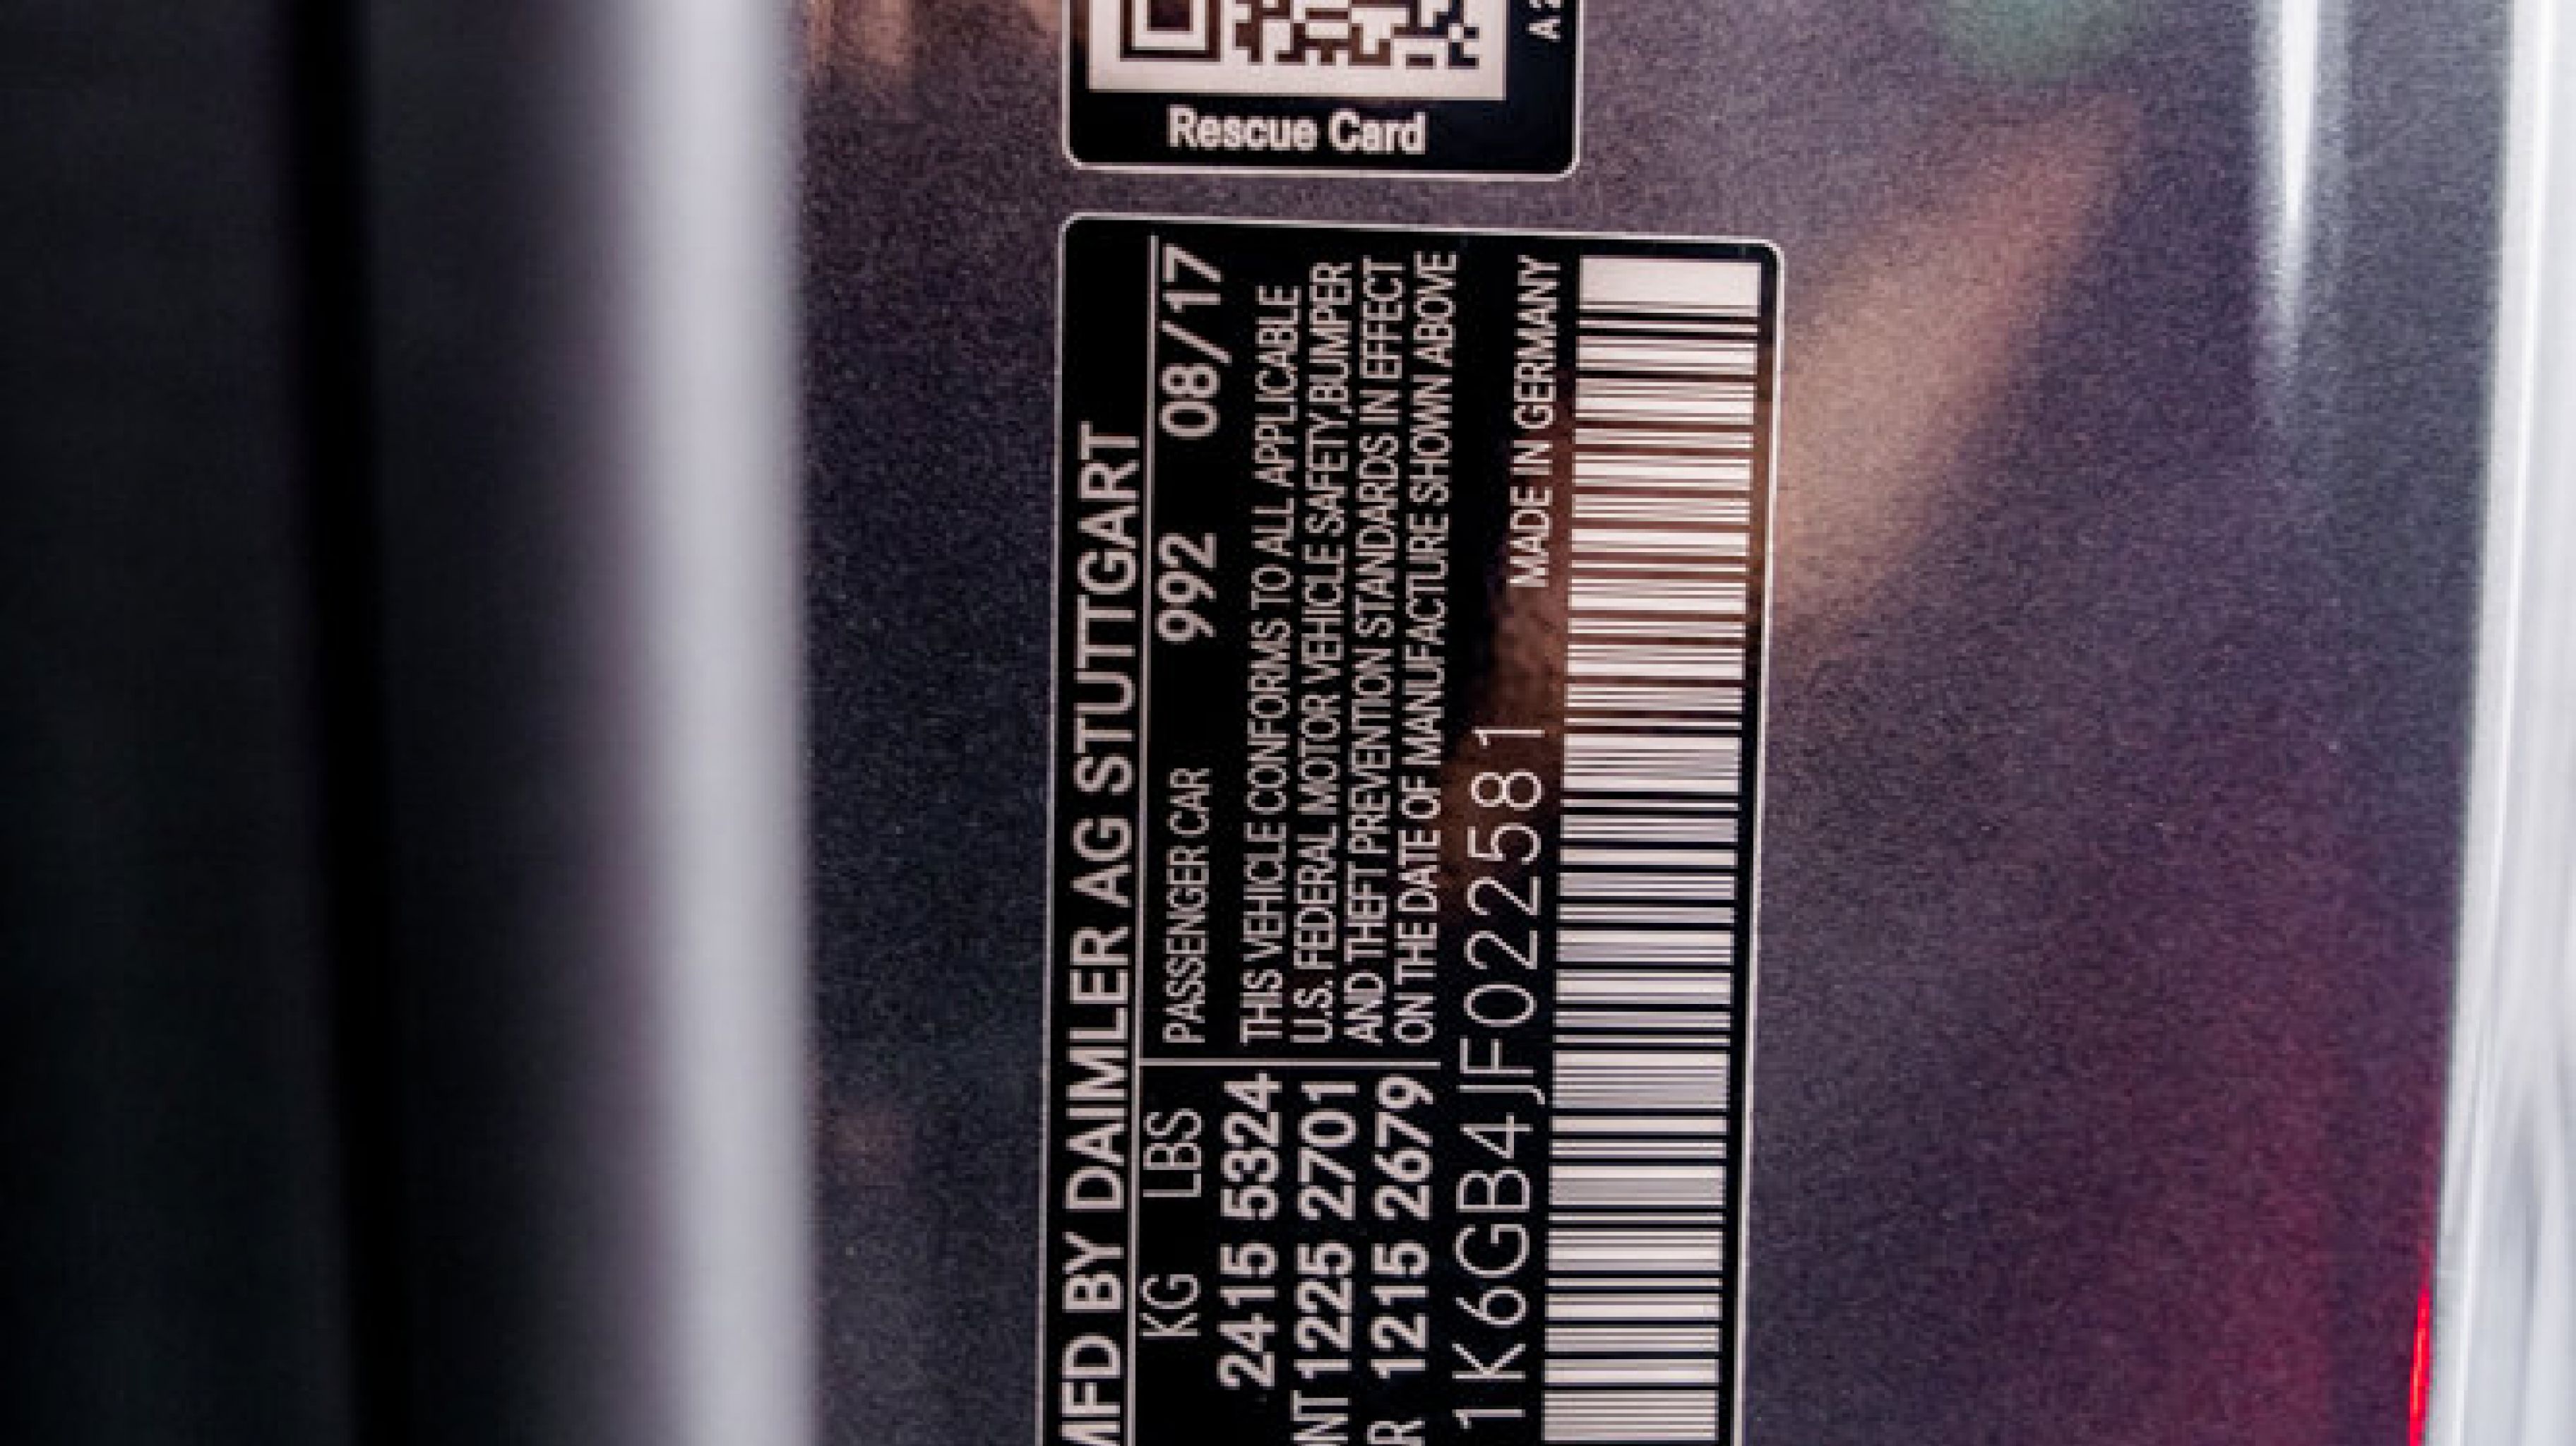 A2
Rescue Card
MFD BY DAIMLER AG STUTTGART
KG LBS
2415 5324
1225 2701
1215 2679
PASSENGER CAR 992 08/17
THIS VEHICLE CONFORMS TO ALL APPLICABLE
U.S. FEDERAL MOTOR VEHICLE SAFETY,BUMPER
AND THEFT PREVENTION STANDARDS IN EFFECT
ON THE DATE OF MANUFACTURE SHOWN ABOVE
MADE IN GERMANY
1K6GB4JF022581